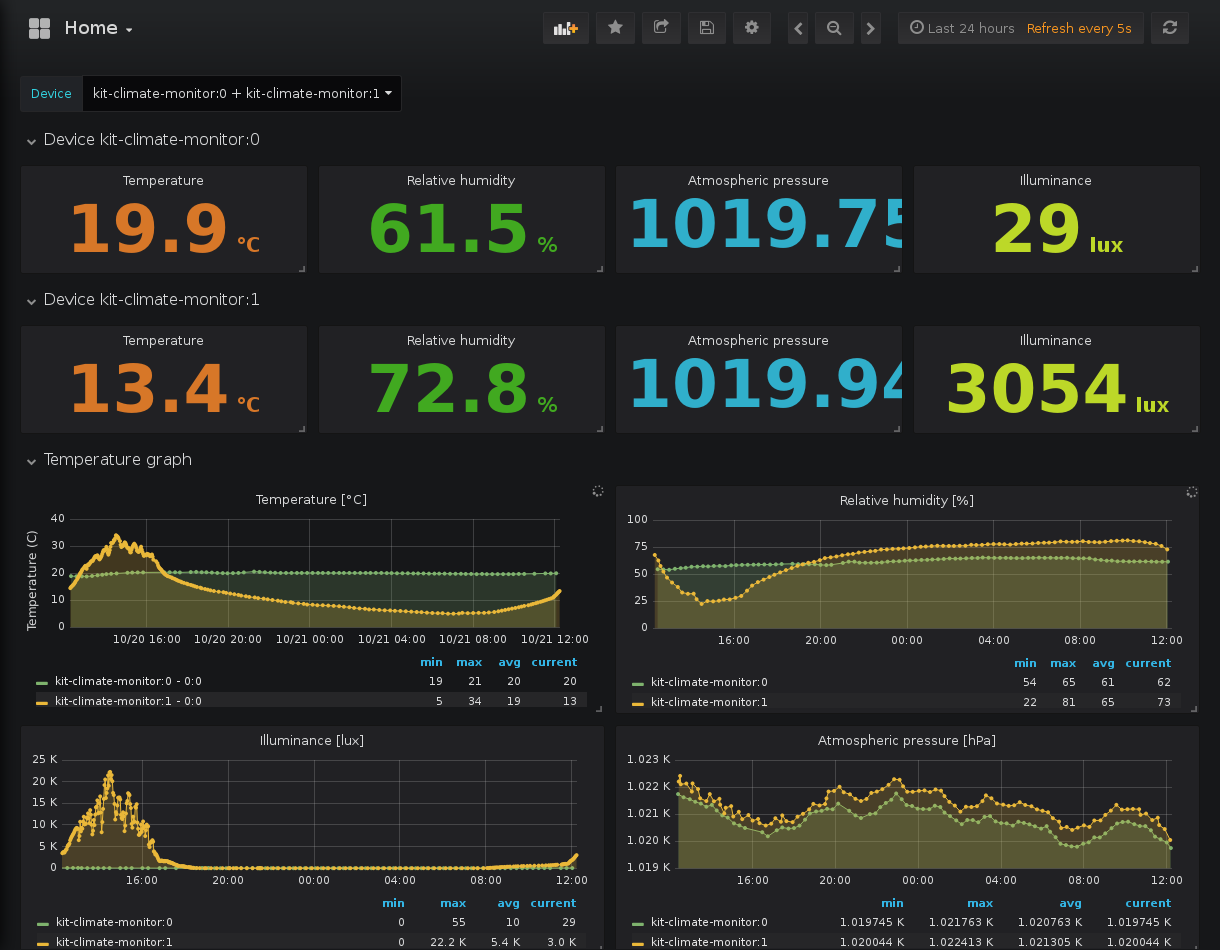 Home
Last 24 hours Refresh every 5s
Device kit-climate-monitor:0 + kit-climate-monitor:1
Device kit-climate-monitor:0
Temperature Relative humidity Atmospheric pressure Illuminance
19.9 °C 61.5 % 1019.75 29 lux
Device kit-climate-monitor:1
Temperature Relative humidity Atmospheric pressure Illuminance
13.4 °C 72.8 % 1019.94 3054 lux
Temperature graph
Temperature [°C]
Temperature (C)
40
30
20
10
0
10/20 16:00 10/20 20:00 10/21 00:00 10/21 04:00 10/21 08:00 10/21 12:00
min max avg current
kit-climate-monitor:0 - 0:0 19 21 20 20
kit-climate-monitor:1 - 0:0 5 34 19 13
Relative humidity [%]
100
75
50
25
0
16:00 20:00 00:00 04:00 08:00 12:00
min max avg current
kit-climate-monitor:0 54 65 61 62
kit-climate-monitor:1 22 81 65 73
Illuminance [lux]
25 K
20 K
15 K
10 K
5 K
0
16:00 20:00 00:00 04:00 08:00 12:00
min max avg current
kit-climate-monitor:0 0 55 10 29
kit-climate-monitor:1 0 22.2 K 5.4 K 3.0 K
Atmospheric pressure [hPa]
1.023 K
1.022 K
1.021 K
1.020 K
1.019 K
16:00 20:00 00:00 04:00 08:00 12:00
min max avg current
kit-climate-monitor:0 1.019745 K 1.021763 K 1.020763 K 1.019745 K
kit-climate-monitor:1 1.020044 K 1.022413 K 1.021305 K 1.020044 K